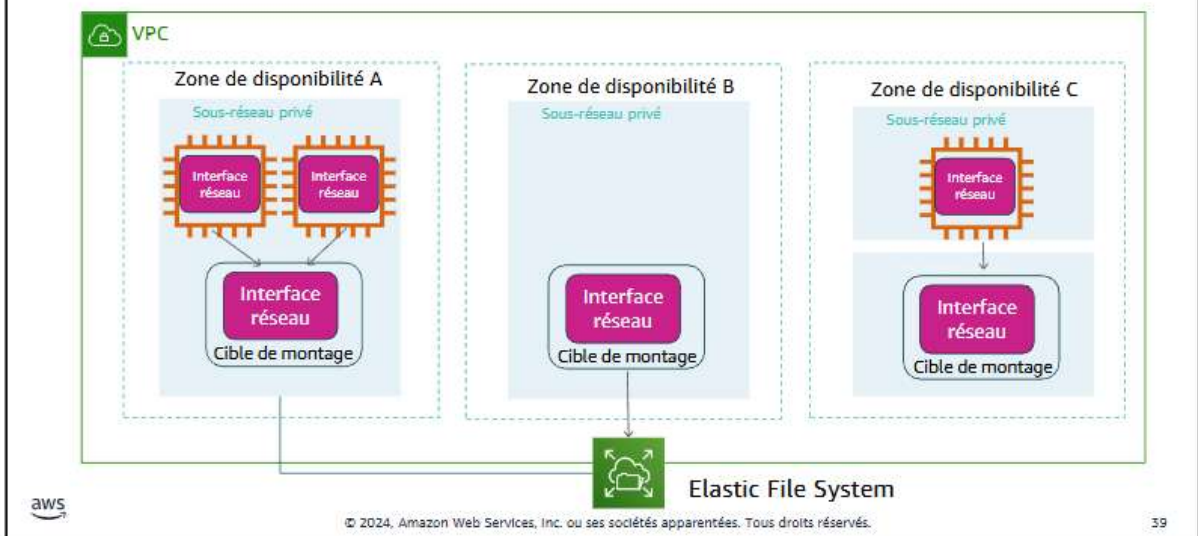 VPC
Zone de disponibilité A
Sous-réseau privé
Interface
réseau
Interface
réseau
Interface
réseau
Cible de montage
Zone de disponibilité B
Sous-réseau privé
Interface
réseau
Cible de montage
Zone de disponibilité C
Sous-réseau privé
Interface
réseau
Interface
réseau
Cible de montage
Elastic File System
aws
© 2024, Amazon Web Services, Inc. ou ses sociétés apparentées. Tous droits réservés.
39